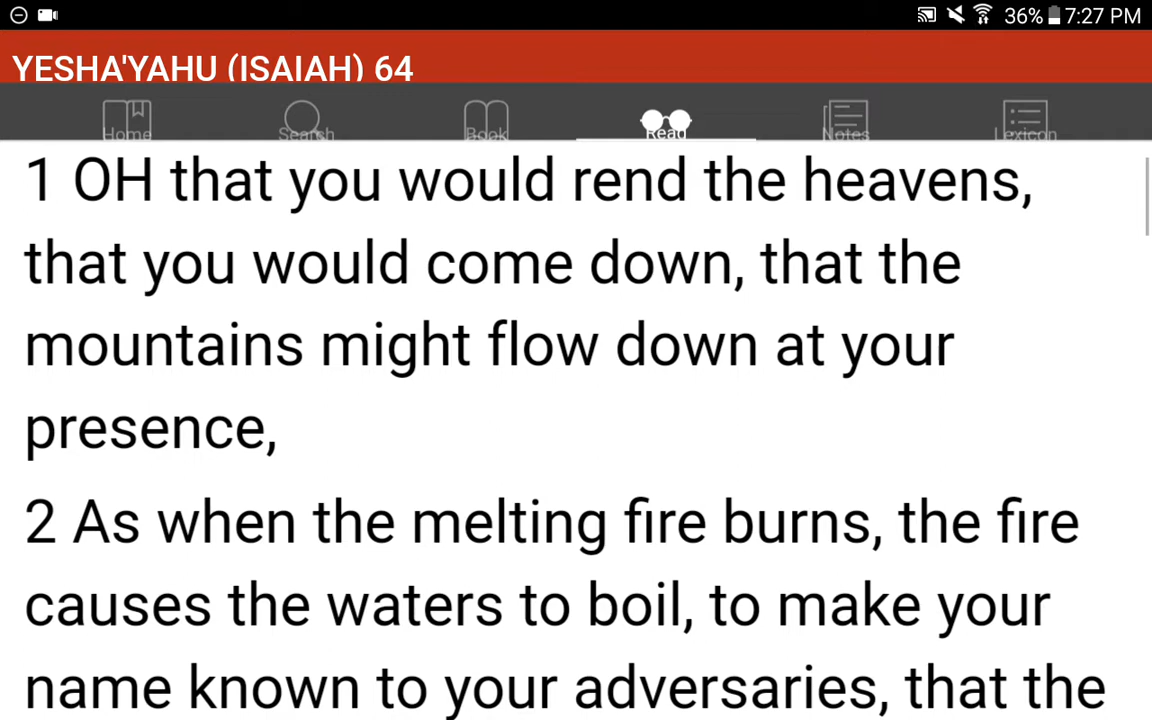 36% 7:27 PM
YESHA'YAHU (ISAIAH) 64
Home Search Book Read Notes Lexicon
1 OH that you would rend the heavens,
that you would come down, that the
mountains might flow down at your
presence,
2 As when the melting fire burns, the fire
causes the waters to boil, to make your
name known to your adversaries, that the